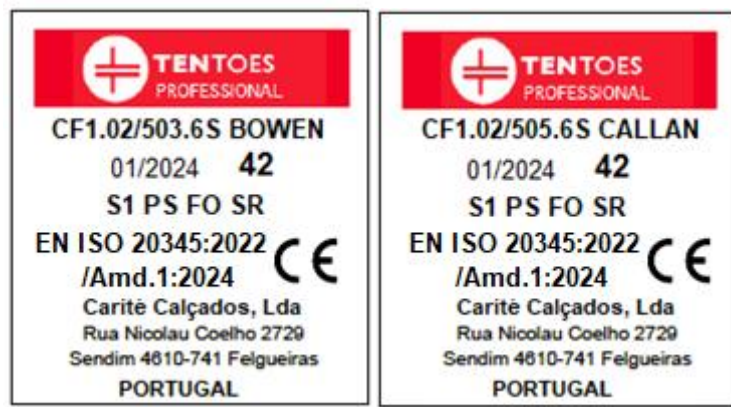 TENTOES
PROFESSIONAL
CF1.02/503.6S BOWEN
01/2024 42
S1 PS FO SR
EN ISO 20345:2022
/Amd.1:2024 CE
Caritè Calçados, Lda
Rua Nicolau Coelho 2729
Sendim 4610-741 Felgueiras
PORTUGAL
TENTOES
PROFESSIONAL
CF1.02/505.6S CALLAN
01/2024 42
S1 PS FO SR
EN ISO 20345:2022
/Amd.1:2024 CE
Caritè Calçados, Lda
Rua Nicolau Coelho 2729
Sendim 4610-741 Felgueiras
PORTUGAL